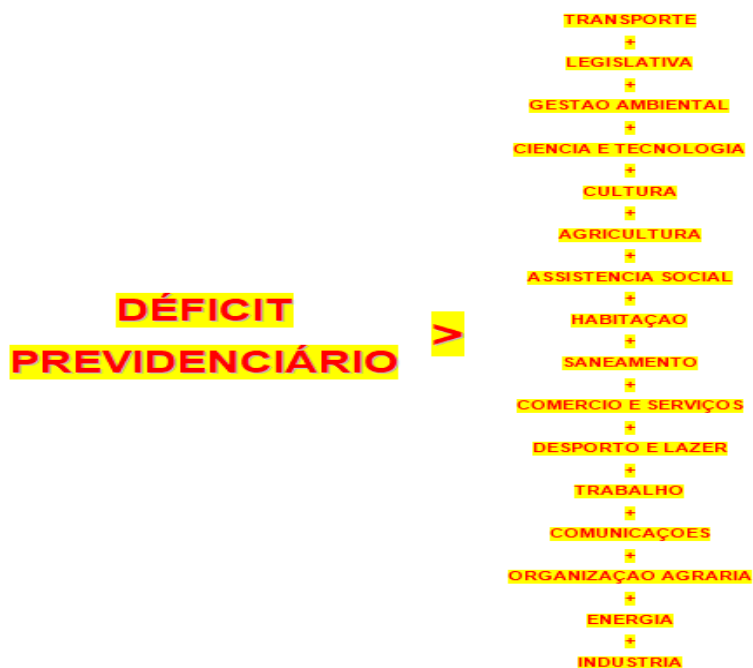 DÉFICIT
PREVIDENCIÁRIO
>
TRANSPORTE
+
LEGISLATIVA
+
GESTAO AMBIENTAL
+
CIENCIA E TECNOLOGIA
+
CULTURA
+
AGRICULTURA
+
ASSISTENCIA SOCIAL
+
HABITAÇAO
+
SANEAMENTO
+
COMERCIO E SERVIÇOS
+
DESPORTO E LAZER
+
TRABALHO
+
COMUNICAÇOES
+
ORGANIZAÇAO AGRARIA
+
ENERGIA
+
INDUSTRIA